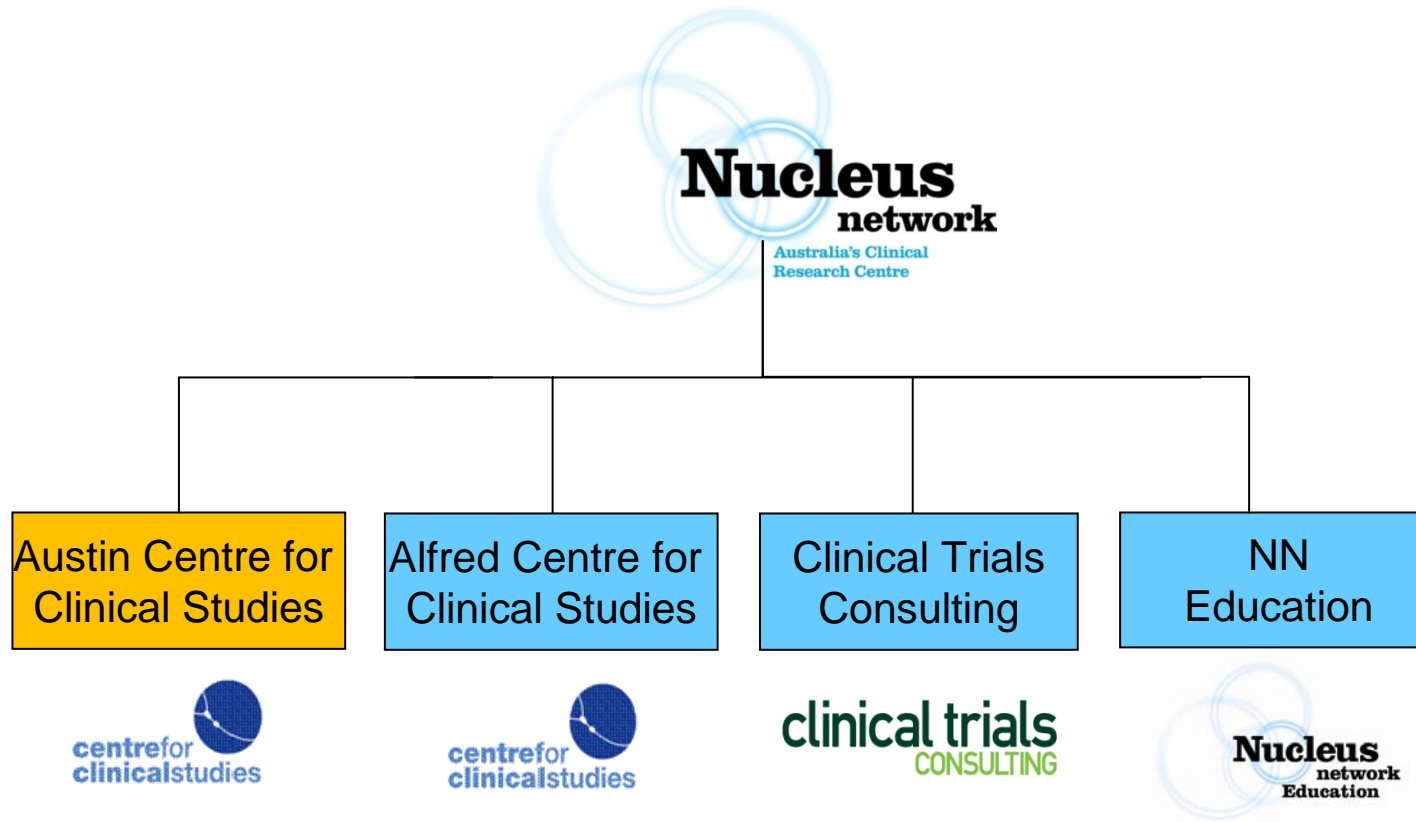 Nucleus
network
Australia's Clinical
Research Centre
Austin Centre for
Clinical Studies
Alfred Centre for
Clinical Studies
Clinical Trials
Consulting
NN
Education
centrefor
clinicalstudies
centrefor
clinicalstudies
clinical trials
CONSULTING
Nucleus
network
Education